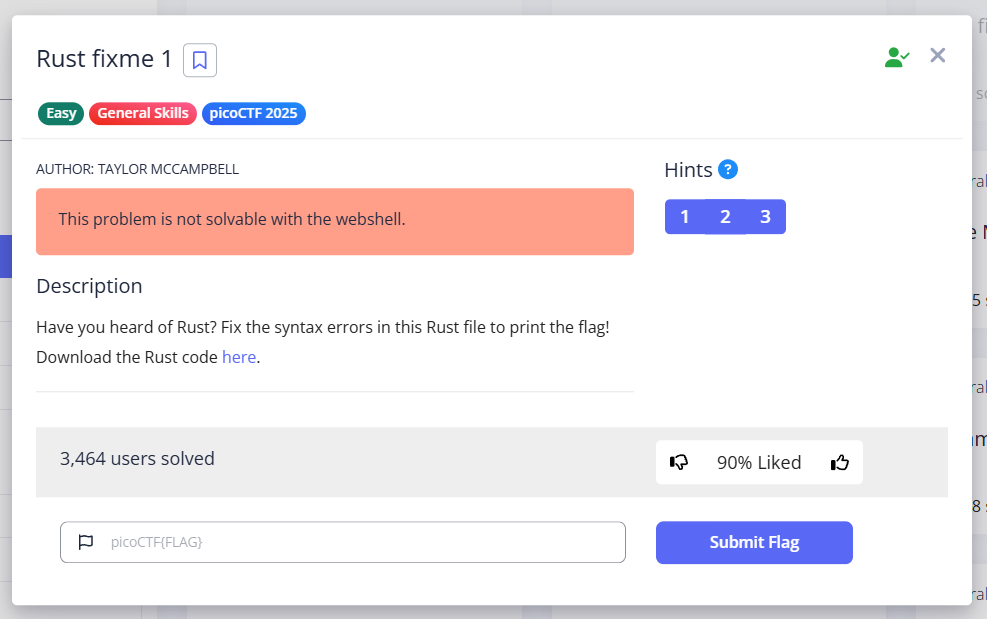 Rust fixme 1
Easy General Skills picoCTF 2025
AUTHOR: TAYLOR MCCAMPBELL
This problem is not solvable with the webshell.
Description
Have you heard of Rust? Fix the syntax errors in this Rust file to print the flag!
Download the Rust code here.
Hints ?
1 2 3
3,464 users solved
90% Liked
picoCTF{FLAG}
Submit Flag